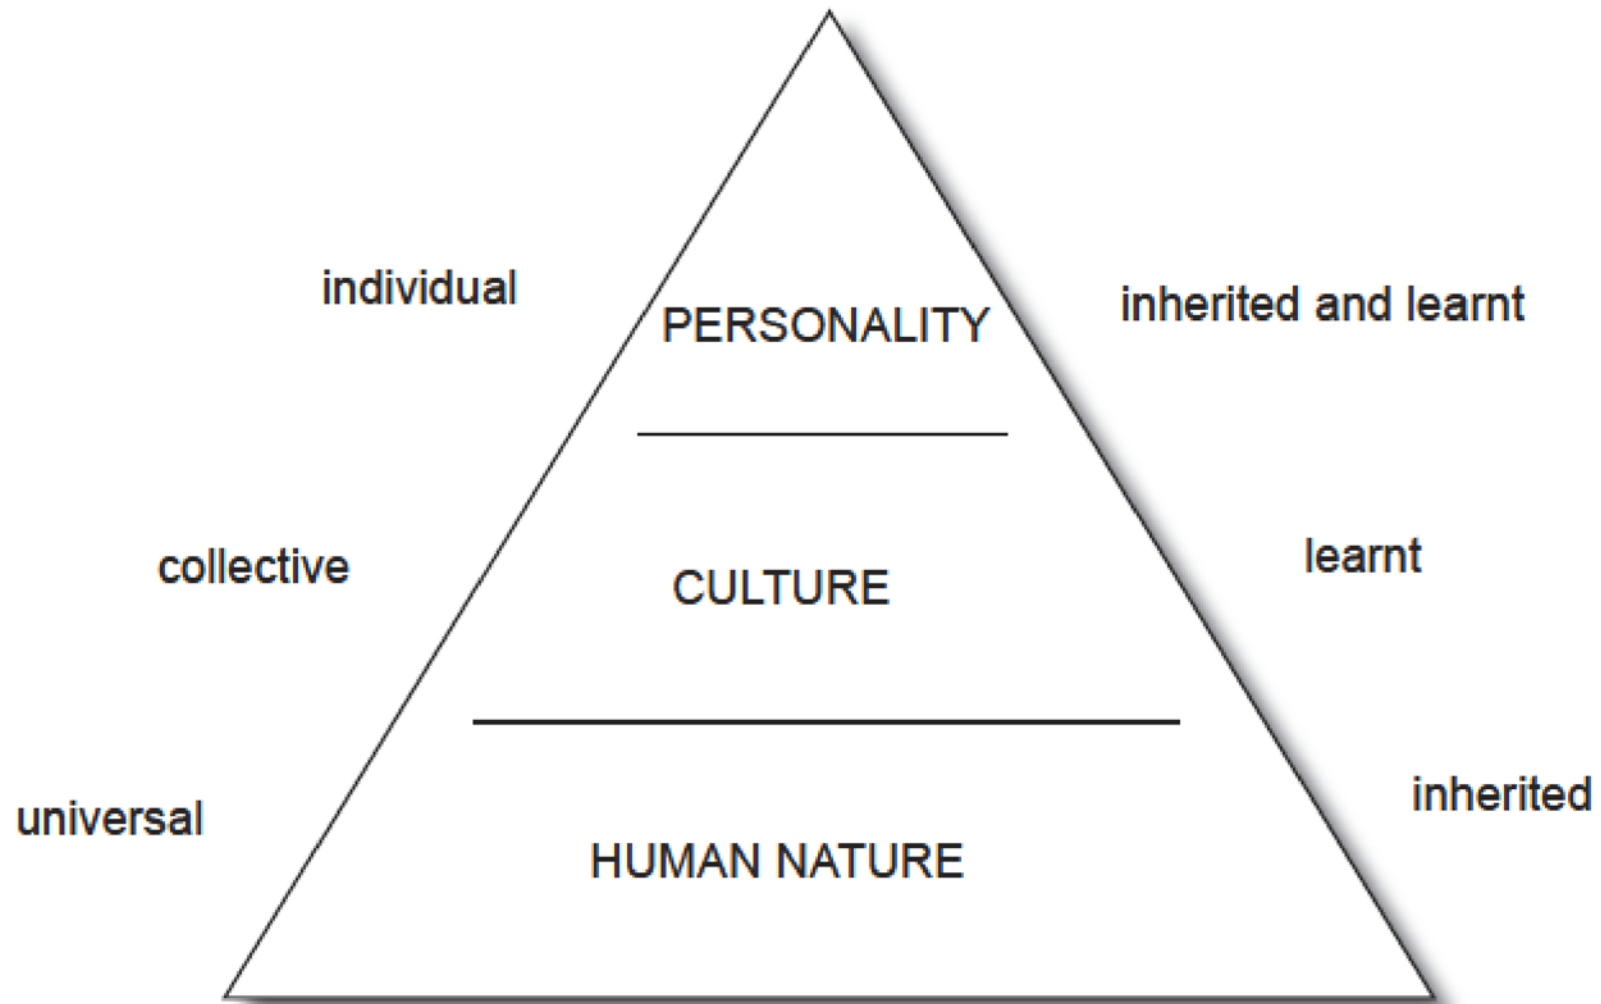 individual
PERSONALITY
inherited and learnt
collective
CULTURE
learnt
universal
HUMAN NATURE
inherited